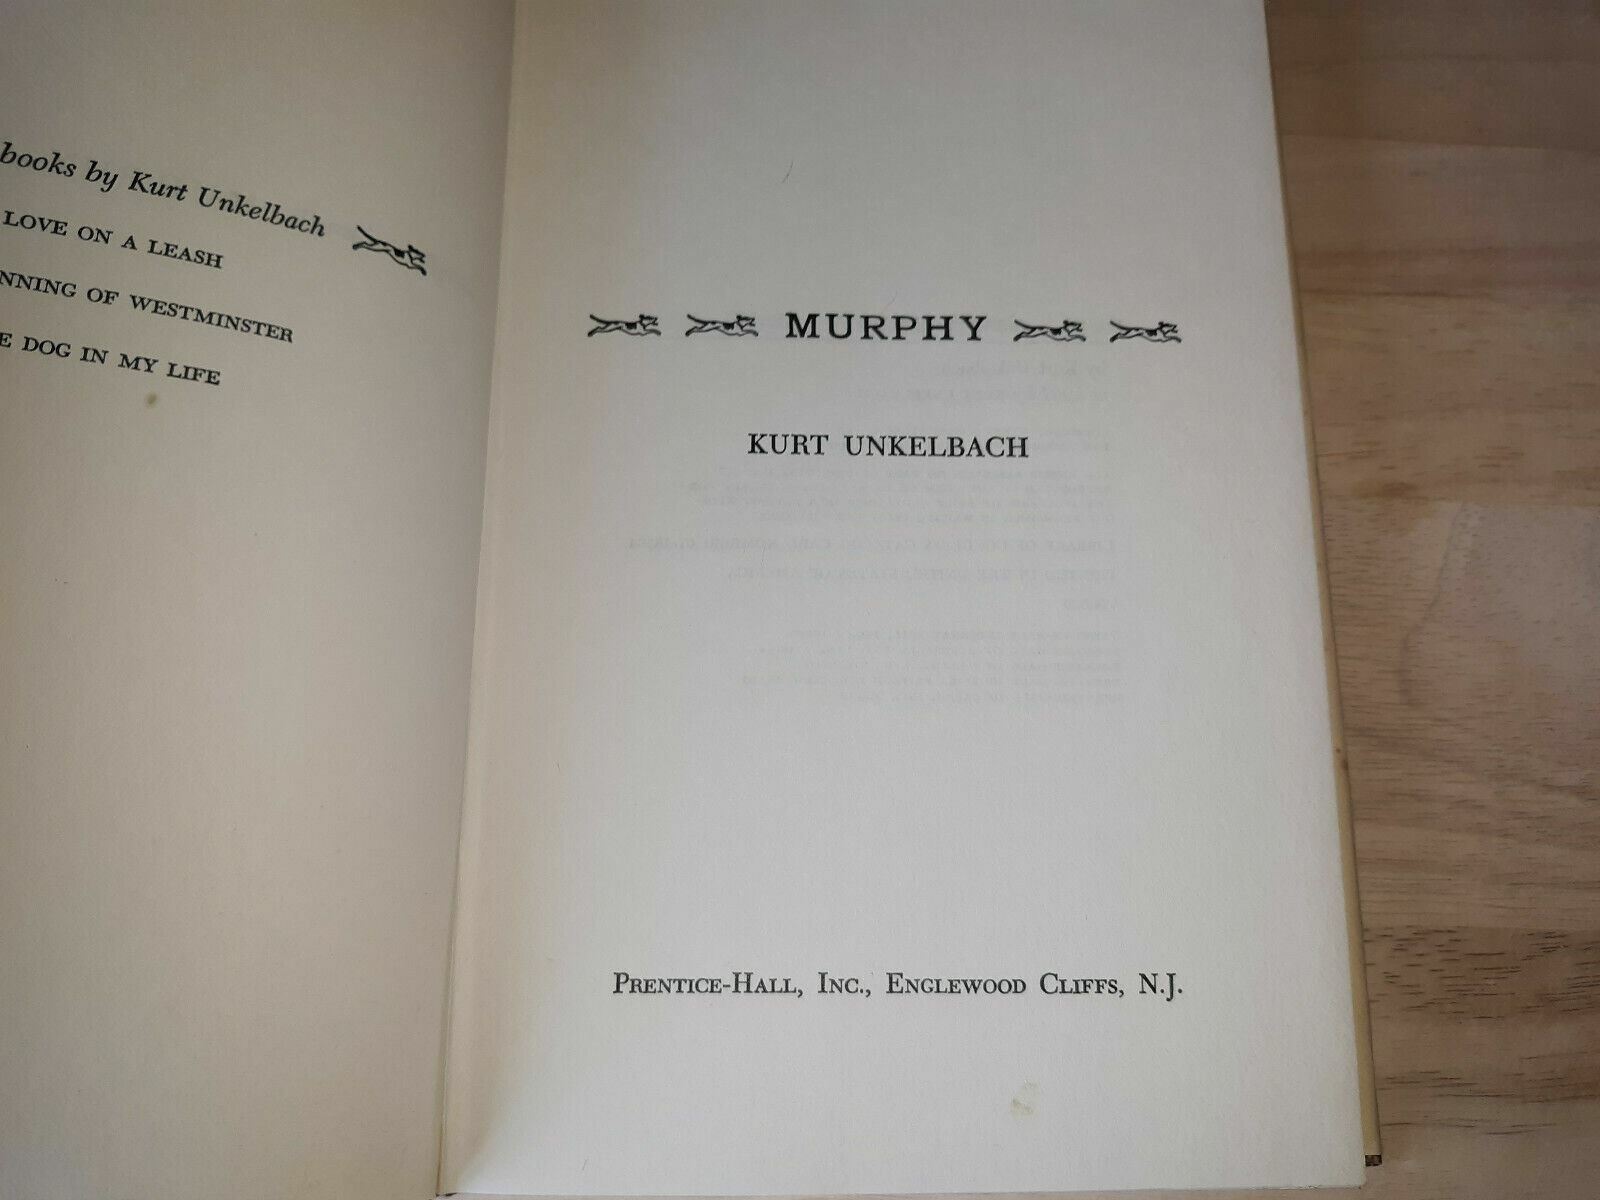 books by Kurt Unkelbach
LOVE ON A LEASH
NNING OF WESTMINSTER
E DOG IN MY LIFE
MURPHY
KURT UNKELBACH
PRENTICE-HALL, INC., ENGLEWOOD CLIFFS, N.J.